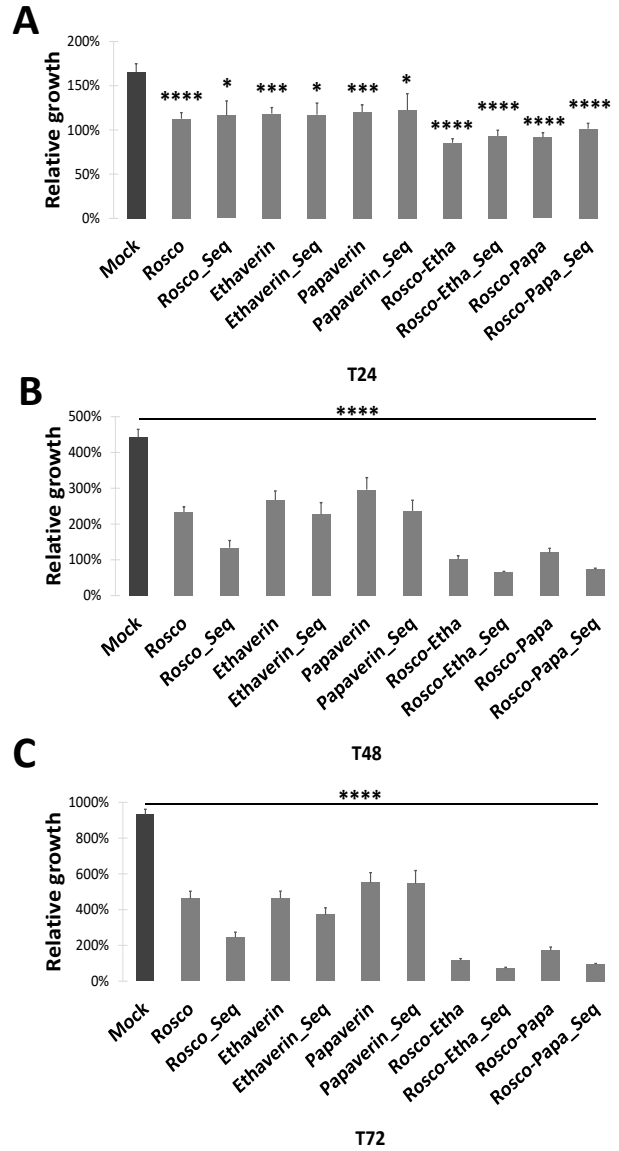 A
Relative growth
200%
150%
100%
50%
0%
**** * *** * *** * **** **** **** ****
Mock
Rosco
Rosco_Seq
Ethaverin
Ethaverin_Seq
Papaverin
Papaverin_Seq
Rosco-Etha
Rosco-Etha_Seq
Rosco-Papa
Rosco-Papa_Seq
T24
B
Relative growth
500%
400%
300%
200%
100%
0%
****
Mock
Rosco
Rosco_Seq
Ethaverin
Ethaverin_Seq
Papaverin
Papaverin_Seq
Rosco-Etha
Rosco-Etha_Seq
Rosco-Papa
Rosco-Papa_Seq
T48
C
Relative growth
1000%
800%
600%
400%
200%
0%
****
Mock
Rosco
Rosco_Seq
Ethaverin
Ethaverin_Seq
Papaverin
Papaverin_Seq
Rosco-Etha
Rosco-Etha_Seq
Rosco-Papa
Rosco-Papa_Seq
T72